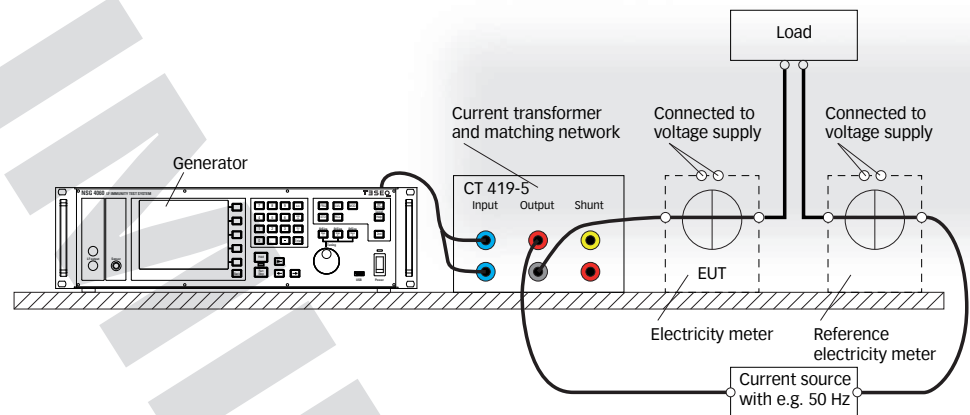 Load
Current transformer
and matching network
Connected to
voltage supply
Connected to
voltage supply
Generator
NSG 4060
TESEQ
CT 419-5
Input Output Shunt
EUT
Electricity meter
Reference
electricity meter
Current source
with e.g. 50 Hz